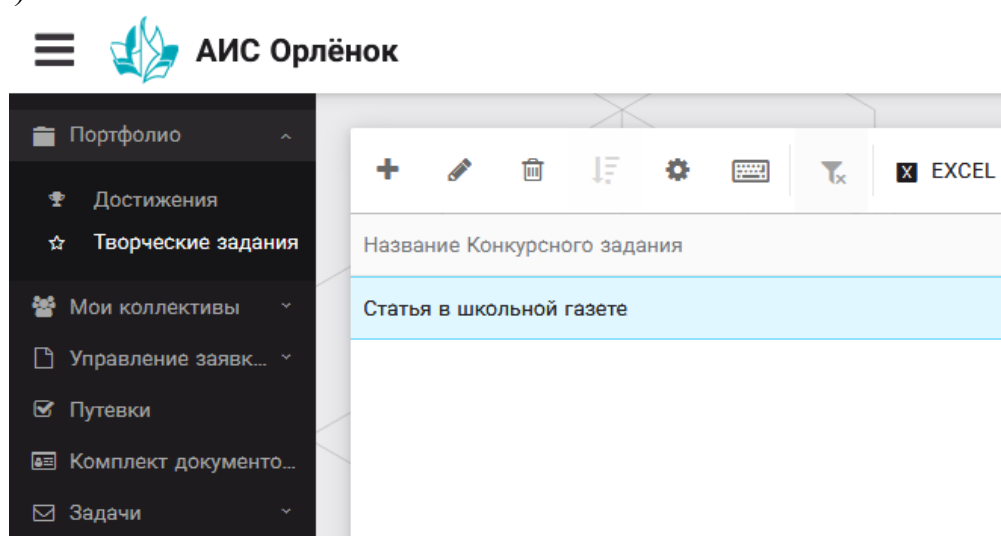 АИС Орлёнок
Портфолио
Достижения
Творческие задания
Мои коллективы
Управление заявк...
Путевки
Комплект документо...
Задачи
X EXCEL
Название Конкурсного задания
Статья в школьной газете